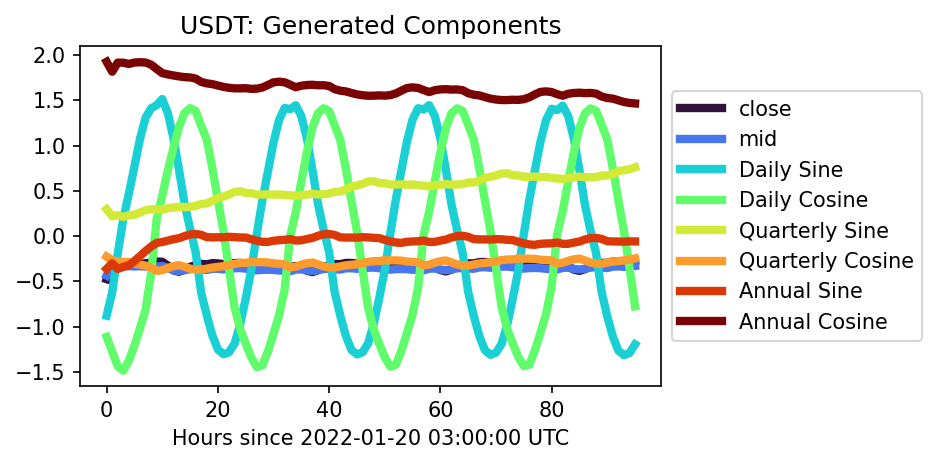 USDT: Generated Components
2.0
1.5
1.0
0.5
0.0
−0.5
−1.0
−1.5
0 20 40 60 80
Hours since 2022-01-20 03:00:00 UTC
close
mid
Daily Sine
Daily Cosine
Quarterly Sine
Quarterly Cosine
Annual Sine
Annual Cosine